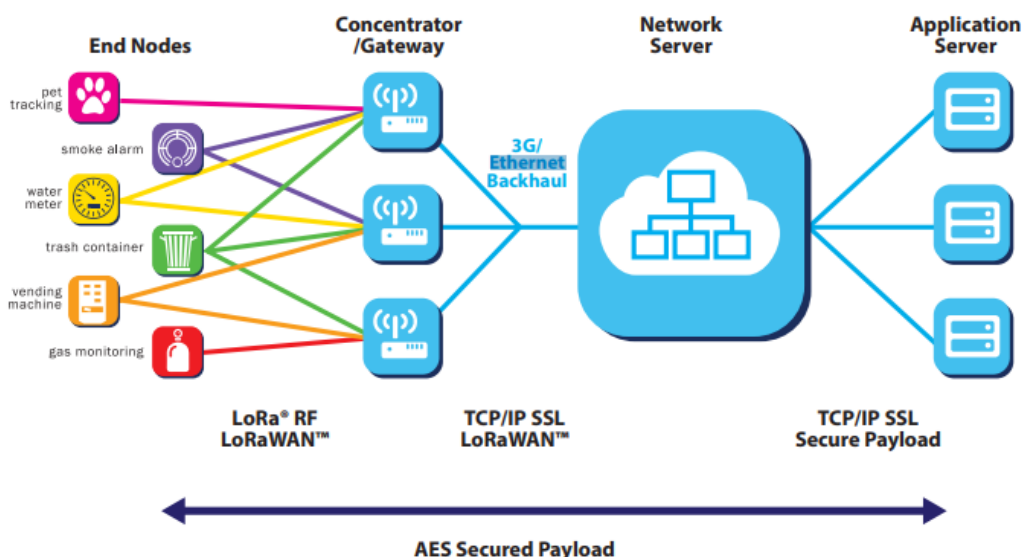 End Nodes
Concentrator
/Gateway
Network
Server
Application
Server
pet
tracking
smoke alarm
water
meter
trash container
vending
machine
gas monitoring
3G/
Ethernet
Backhaul
LoRa® RF
LoRaWAN™
TCP/IP SSL
LoRaWAN™
TCP/IP SSL
Secure Payload
AES Secured Payload